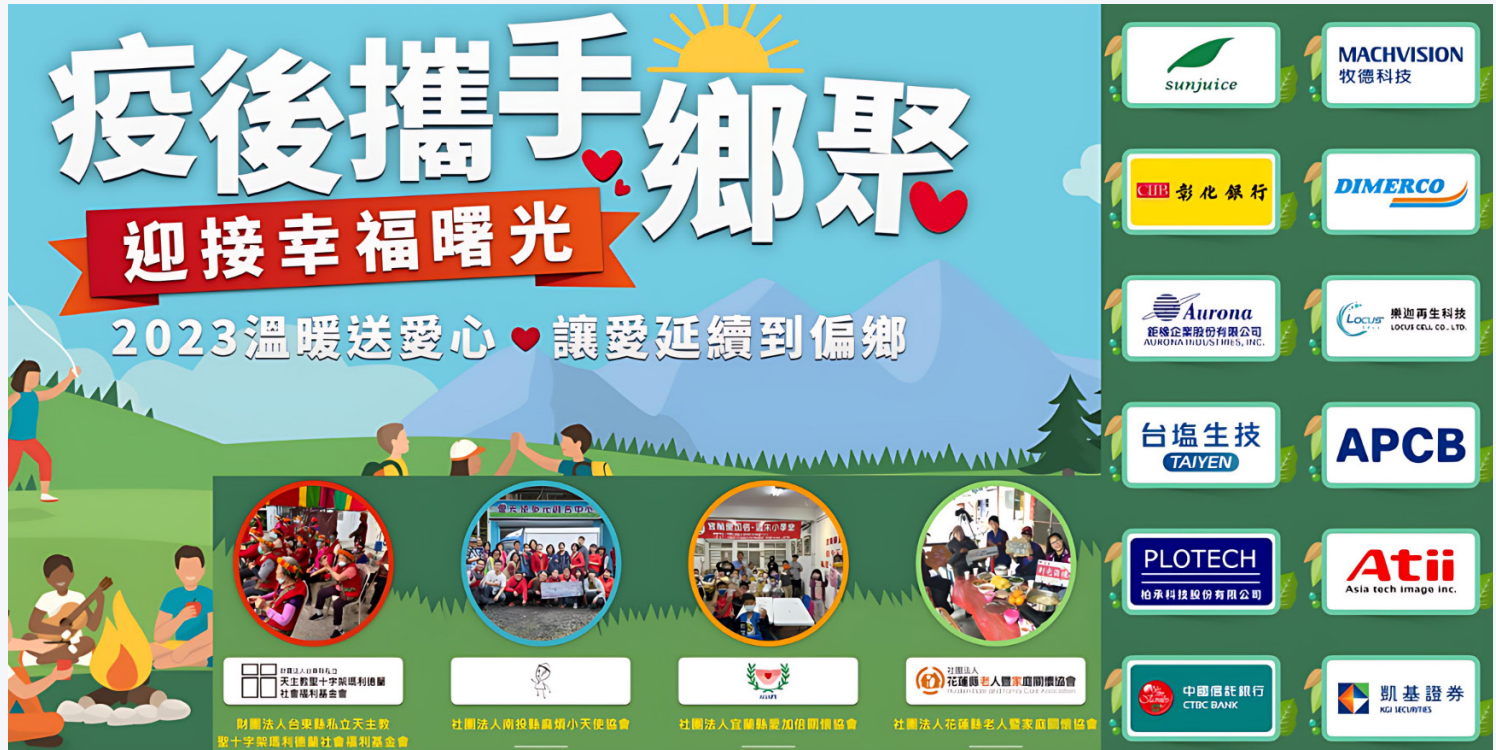 疫後攜手鄉聚
迎接幸福曙光
2023溫暖送愛心
讓愛延續到偏鄉
天主教聖十字架瑪利德蘭
社會福利基金會
財團法人台東縣私立天主教
聖十字架瑪利德蘭社會福利基金會
社團法人南投縣麻煩小天使協會
社團法人宜蘭縣愛加倍關懷協會
社團法人
花蓮縣老人暨家庭關懷協會
社團法人花蓮縣老人暨家庭關懷協會
sunjuice
MACHVISION
牧德科技
CHB 彰化銀行
DIMERCO
Aurona
鉅橡企業股份有限公司
AURONA INDUSTRIES, INC.
Locus
CELL
樂迦再生科技
LOCUS CELL CO., LTD.
台塩生技
TAIYEN
APCB
PLOTECH
柏承科技股份有限公司
Atii
Asia tech image inc.
中國信託銀行
CTBC BANK
凱基證券
KGI SECURITIES